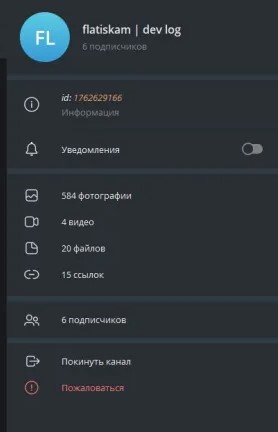 FL
flatiskam | dev log
6 подписчиков
id: 1762629166
Информация
Уведомления
584 фотографии
4 видео
20 файлов
15 ссылок
6 подписчиков
Покинуть канал
Пожаловаться